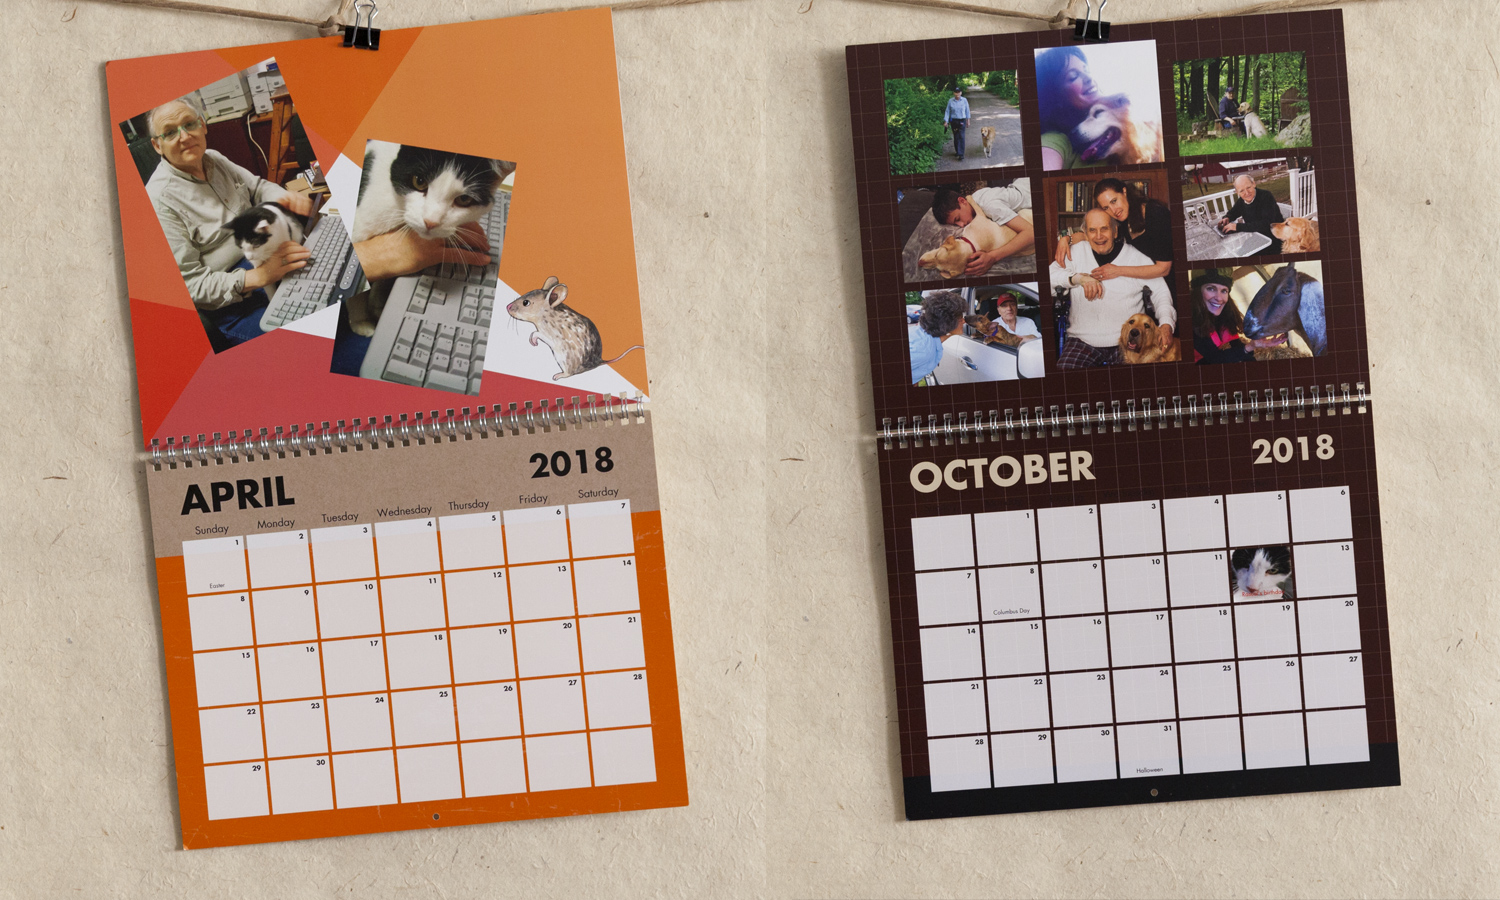 APRIL
2018
Sunday Monday Tuesday Wednesday Thursday Friday Saturday
1 2 3 4 5 6 7
Easter
8 9 10 11 12 13 14
15 16 17 18 19 20 21
22 23 24 25 26 27 28
29 30
OCTOBER
2018
1 2 3 4 5 6
7 8 9 10 11 13
Columbus Day
birthday
14 15 16 17 18 19 20
21 22 23 24 25 26 27
28 29 30 31
Halloween